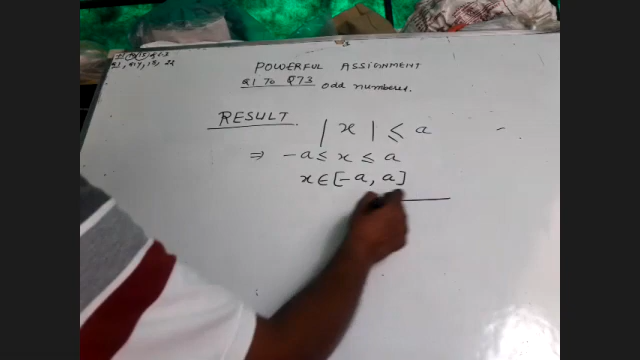 POWERFUL ASSIGNMENT
Q1 TO Q73 odd numbers.
RESULT
|x| ≤ a
⇒ -a ≤ x ≤ a
x ∈ [-a, a]